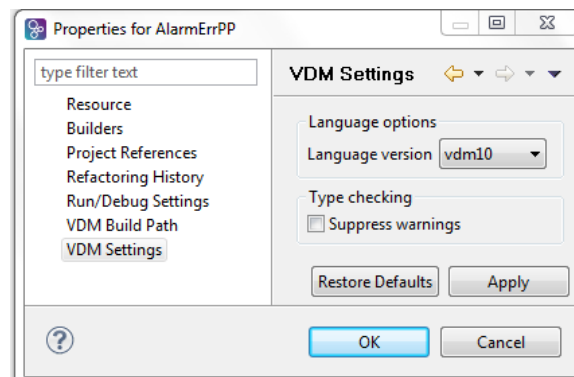 Properties for AlarmErrPP
type filter text
Resource
Builders
Project References
Refactoring History
Run/Debug Settings
VDM Build Path
VDM Settings
VDM Settings
Language options
Language version vdm10
Type checking
Suppress warnings
Restore Defaults Apply
? OK Cancel